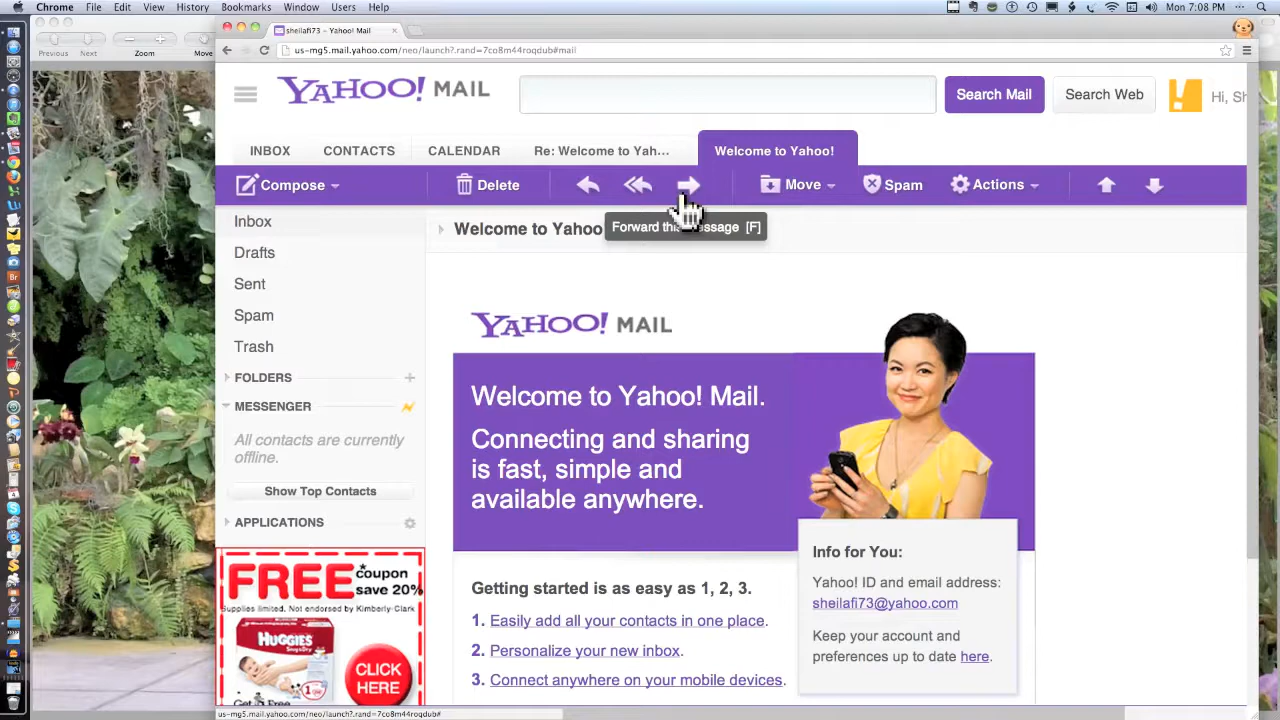 Chrome File Edit View History Bookmarks Window Users Help
Mon 7:08 PM
sheilafi73 – Yahoo! Mail
Previous Next Zoom Move
us-mg5.mail.yahoo.com/neo/launch?.rand=7co8m44roqdub#mail
YAHOO! MAIL
Search Mail
Search Web
Hi, Sh
INBOX CONTACTS CALENDAR Re: Welcome to Yah... Welcome to Yahoo!
Compose Delete Move Spam Actions
Inbox
Drafts
Sent
Spam
Trash
FOLDERS
MESSENGER
All contacts are currently
offline.
Show Top Contacts
APPLICATIONS
FREE*
coupon
save 20%
Supplies limited. Not endorsed by Kimberly-Clark
HUGGIES
CLICK
HERE
Welcome to Yahoo
Forward this message [F]
YAHOO! MAIL
Welcome to Yahoo! Mail.
Connecting and sharing
is fast, simple and
available anywhere.
Info for You:
Yahoo! ID and email address:
sheilafi73@yahoo.com
Keep your account and
preferences up to date here.
Getting started is as easy as 1, 2, 3.
1. Easily add all your contacts in one place.
2. Personalize your new inbox.
3. Connect anywhere on your mobile devices.
us-mg5.mail.yahoo.com/neo/launch?.rand=7co8m44roqdub#